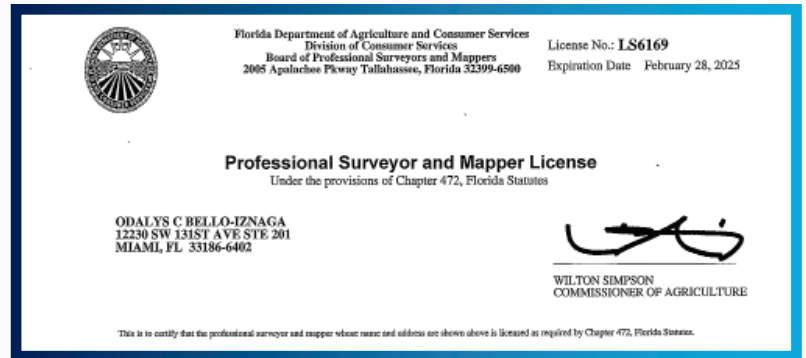 Florida Department of Agriculture and Consumer Services
Division of Consumer Services
Board of Professional Surveyors and Mappers
2005 Apalachee Pkway Tallahassee, Florida 32399-6500
License No.: LS6169
Expiration Date February 28, 2025
Professional Surveyor and Mapper License
Under the provisions of Chapter 472, Florida Statutes
ODALYS C BELLO-IZNAGA
12230 SW 131ST AVE STE 201
MIAMI, FL 33186-6402
WILTON SIMPSON
COMMISSIONER OF AGRICULTURE
This is to certify that the professional surveyor and mapper whose name and address are shown above is licensed as required by Chapter 472, Florida Statutes.